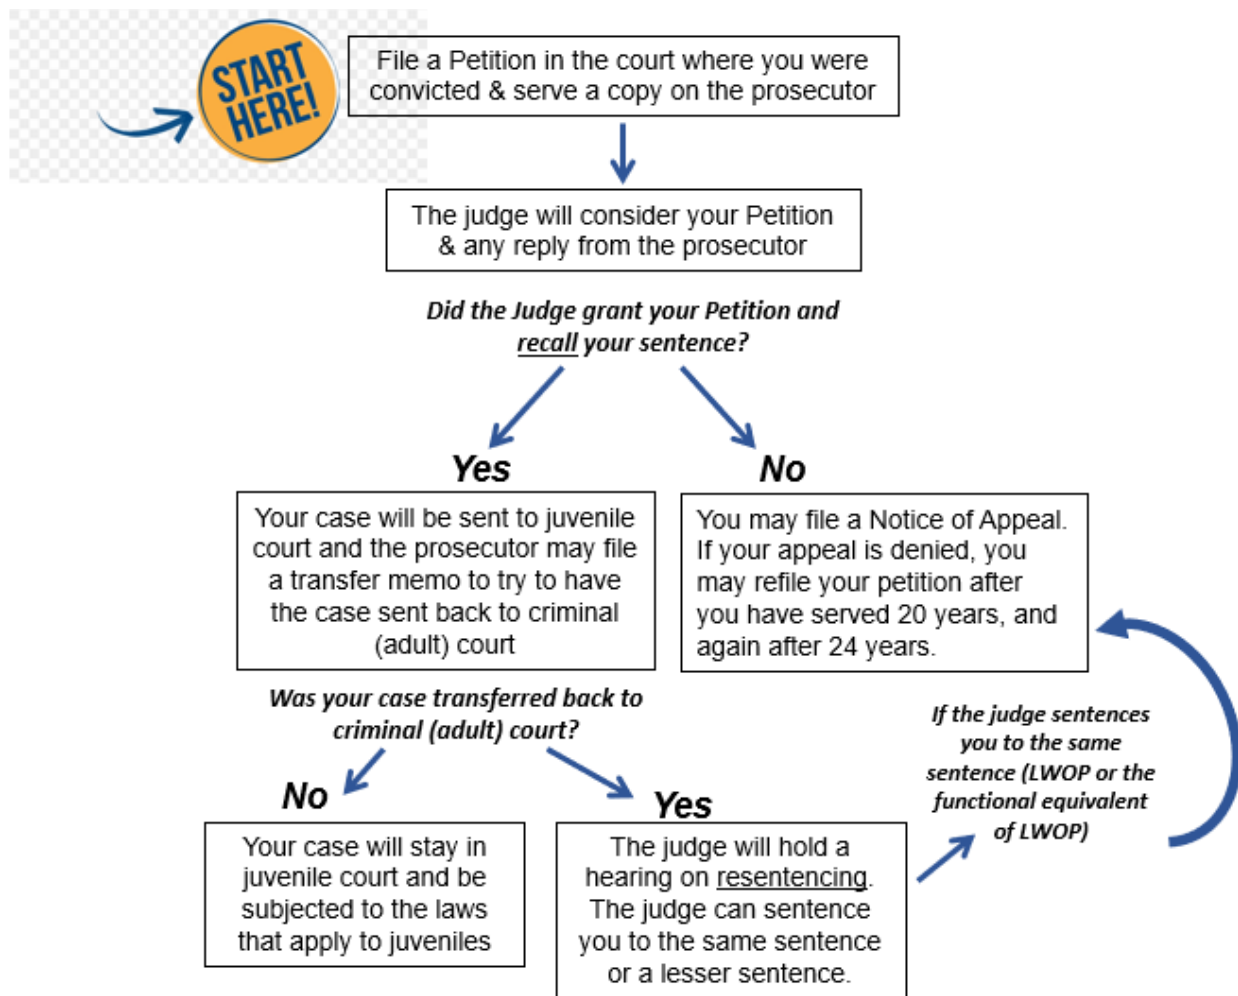 START
HERE!
File a Petition in the court where you were
convicted & serve a copy on the prosecutor
The judge will consider your Petition
& any reply from the prosecutor
Did the Judge grant your Petition and
recall your sentence?
Yes
Your case will be sent to juvenile
court and the prosecutor may file
a transfer memo to try to have
the case sent back to criminal
(adult) court
No
You may file a Notice of Appeal.
If your appeal is denied, you
may refile your petition after
you have served 20 years, and
again after 24 years.
Was your case transferred back to
criminal (adult) court?
No
Your case will stay in
juvenile court and be
subjected to the laws
that apply to juveniles
Yes
The judge will hold a
hearing on resentencing.
The judge can sentence
you to the same sentence
or a lesser sentence.
If the judge sentences
you to the same
sentence (LWOP or the
functional equivalent
of LWOP)